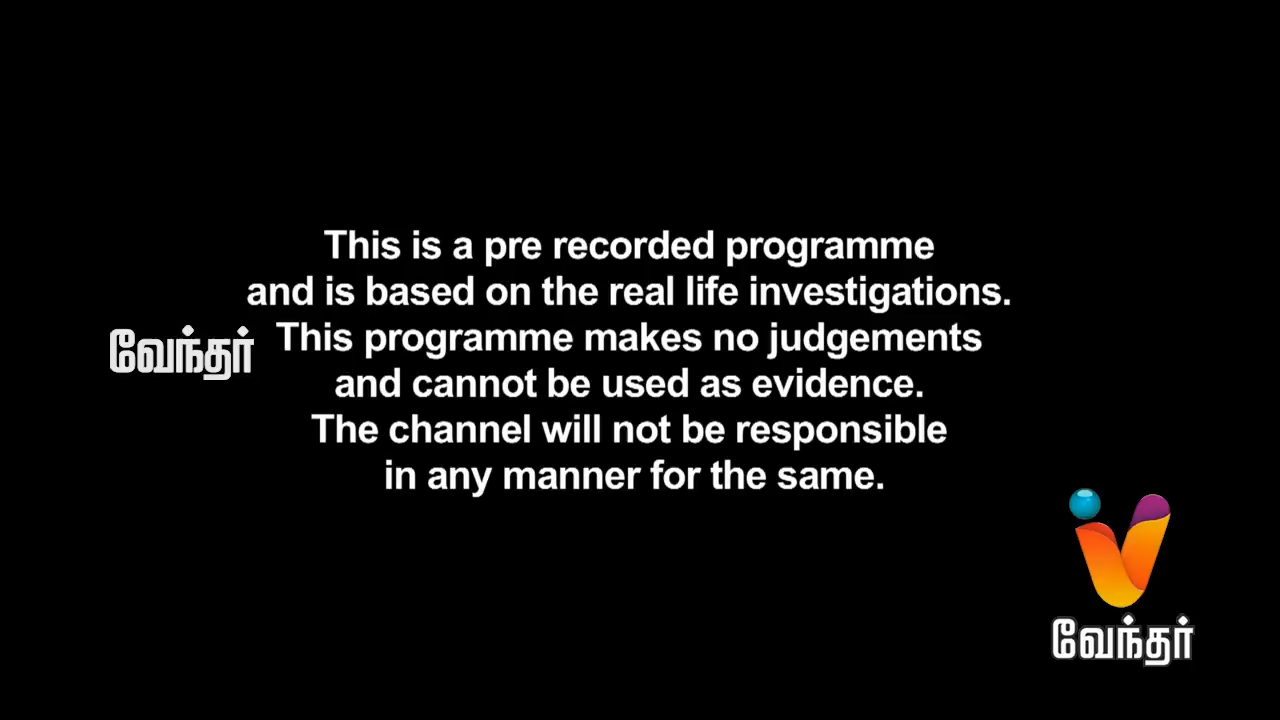 This is a pre recorded programme
and is based on the real life investigations.
வேந்தர்
This programme makes no judgements
and cannot be used as evidence.
The channel will not be responsible
in any manner for the same.
வேந்தர்